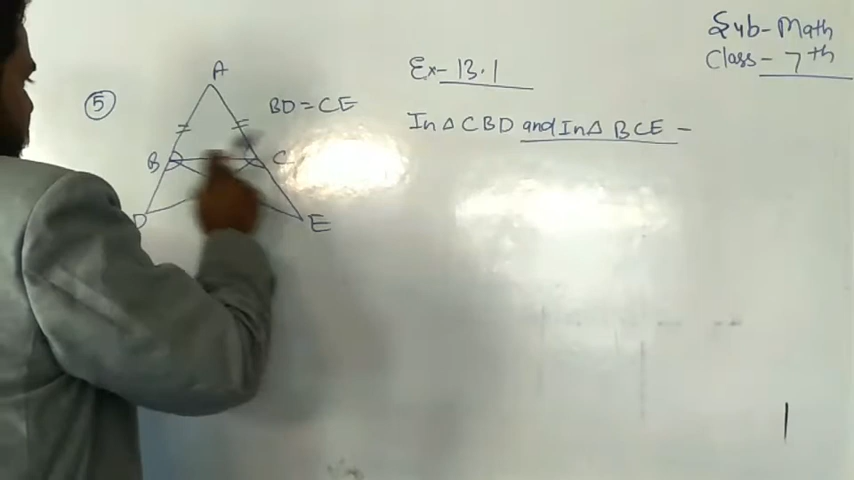 Sub-Math
Class- 7th
Ex- 13.1
5
A
BD = CE
In △ CBD and In △ BCE -
B
C
D
E